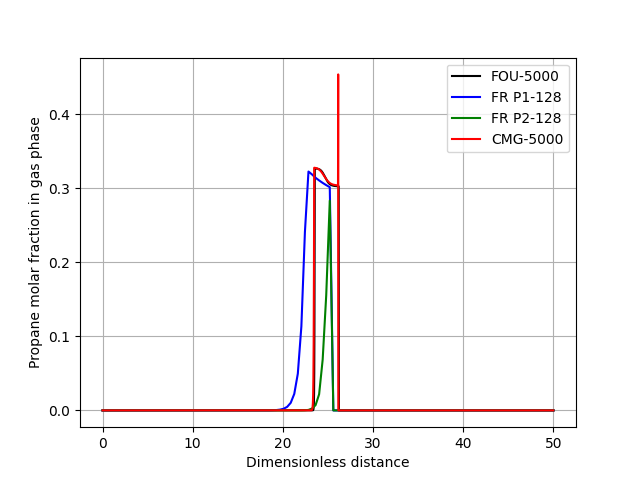 FOU-5000
FR P1-128
FR P2-128
CMG-5000
Propane molar fraction in gas phase
0.4
0.3
0.2
0.1
0.0
0 10 20 30 40 50
Dimensionless distance